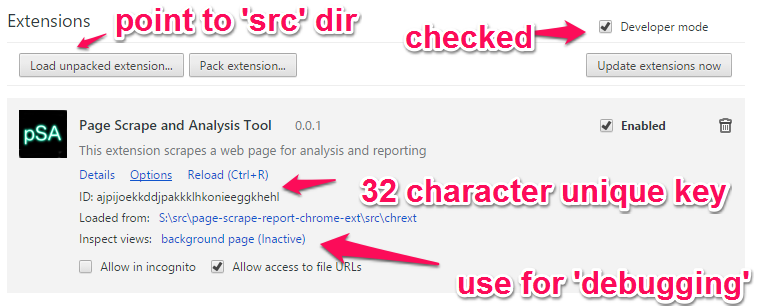 point to 'src' dir
Extensions
checked
Developer mode
Load unpacked extension...
Pack extension...
Update extensions now
pSA
Page Scrape and Analysis Tool 0.0.1
Enabled
This extension scrapes a web page for analysis and reporting
Details Options Reload (Ctrl+R)
ID: ajpijoekkddjpakkklhkonieeggkhehl
32 character unique key
Loaded from: S:\src\page-scrape-report-chrome-ext\src\chrext
Inspect views: background page (Inactive)
Allow in incognito
Allow access to file URLs
use for 'debugging'